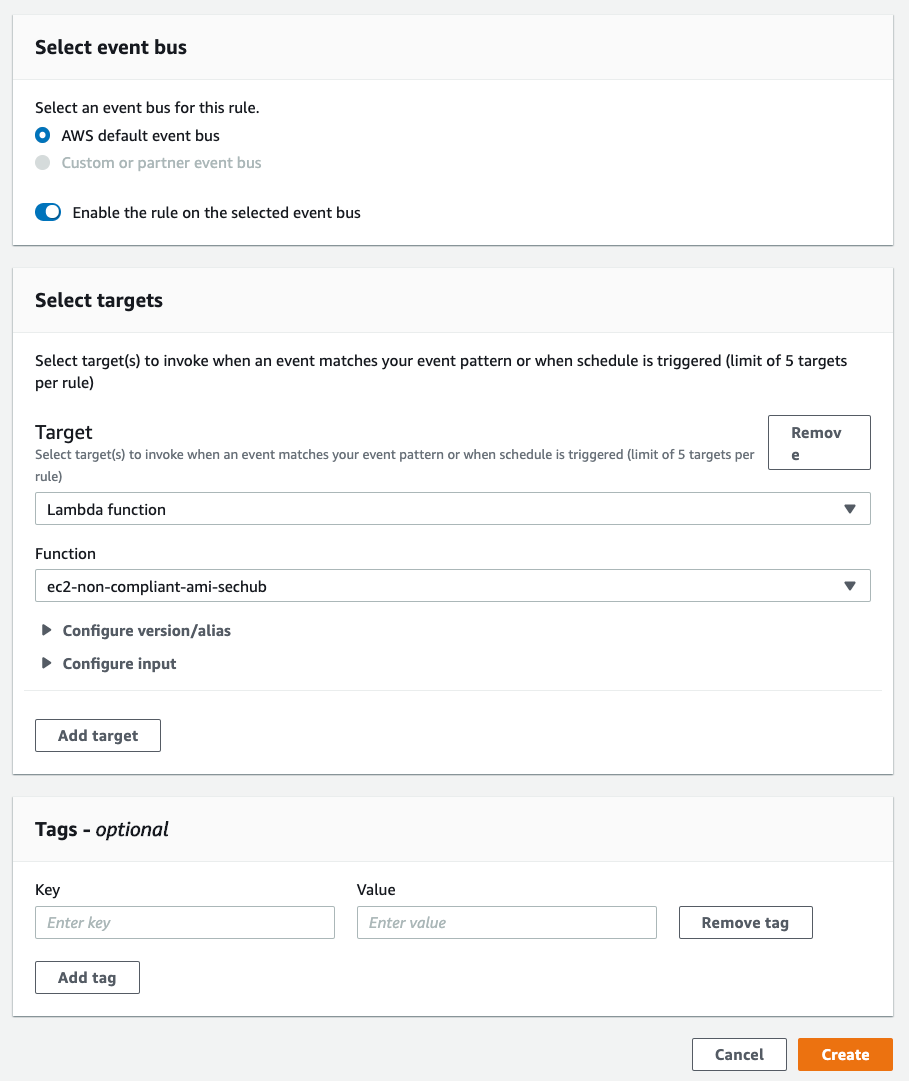 Select event bus
Select an event bus for this rule.
AWS default event bus
Custom or partner event bus
Enable the rule on the selected event bus
Select targets
Select target(s) to invoke when an event matches your event pattern or when schedule is triggered (limit of 5 targets
per rule)
Target
Remov
e
Select target(s) to invoke when an event matches your event pattern or when schedule is triggered (limit of 5 targets per
rule)
Lambda function
Function
ec2-non-compliant-ami-sechub
Configure version/alias
Configure input
Add target
Tags - optional
Key Value
Enter key Enter value Remove tag
Add tag
Cancel Create